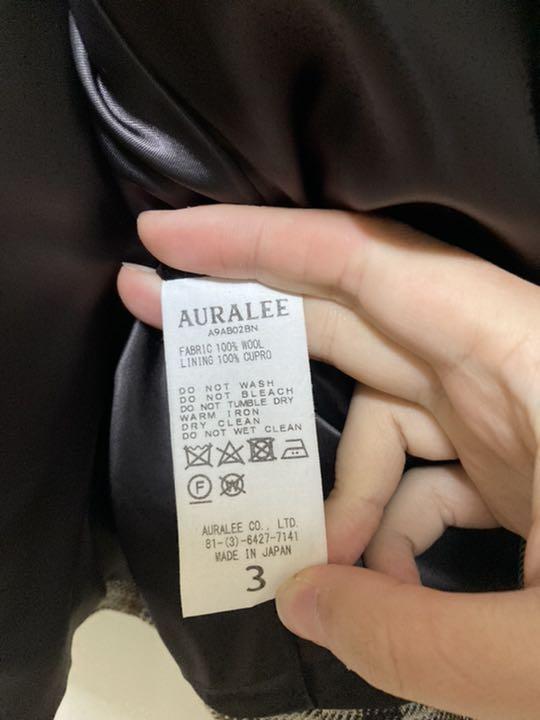 AURALEE
A9AB02BN
FABRIC 100% WOOL
LINING 100% CUPRO
DO NOT WASH
DO NOT BLEACH
DO NOT TUMBLE DRY
WARM IRON
DRY CLEAN
DO NOT WET CLEAN
F W
AURALEE CO., LTD.
81-(3)-6427-7141
MADE IN JAPAN
3